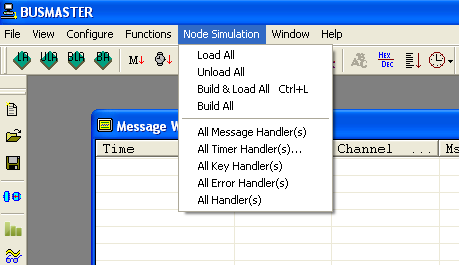 BUSMASTER
File View Configure Functions Node Simulation Window Help
LA ULA BLA BA M↓ ABC HEX DEC
Load All
Unload All
Build & Load All Ctrl+L
Build All
All Message Handler(s)
All Timer Handler(s)...
All Key Handler(s)
All Error Handler(s)
All Handler(s)
Message W
Time Channel ... Ms